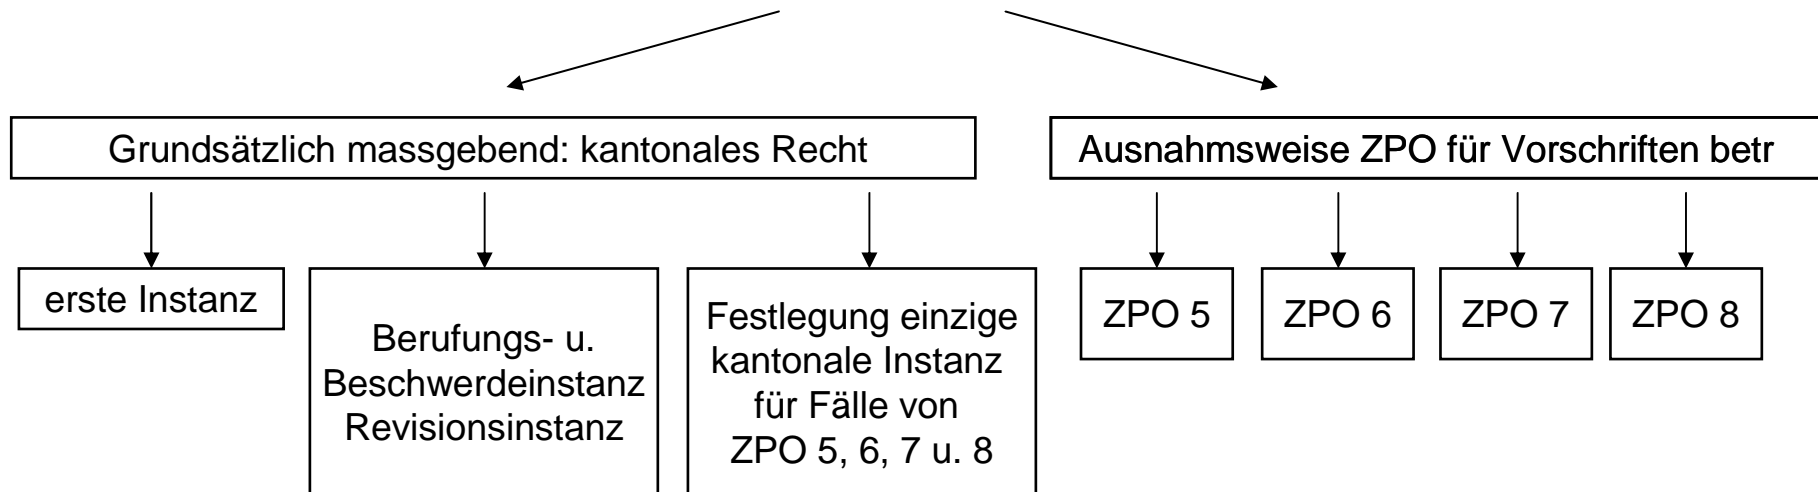 Grundsätzlich massgebend: kantonales Recht
Ausnahmsweise ZPO für Vorschriften betr
erste Instanz
Berufungs- u.
Beschwerdeinstanz
Revisionsinstanz
Festlegung einzige
kantonale Instanz
für Fälle von
ZPO 5, 6, 7 u. 8
ZPO 5
ZPO 6
ZPO 7
ZPO 8